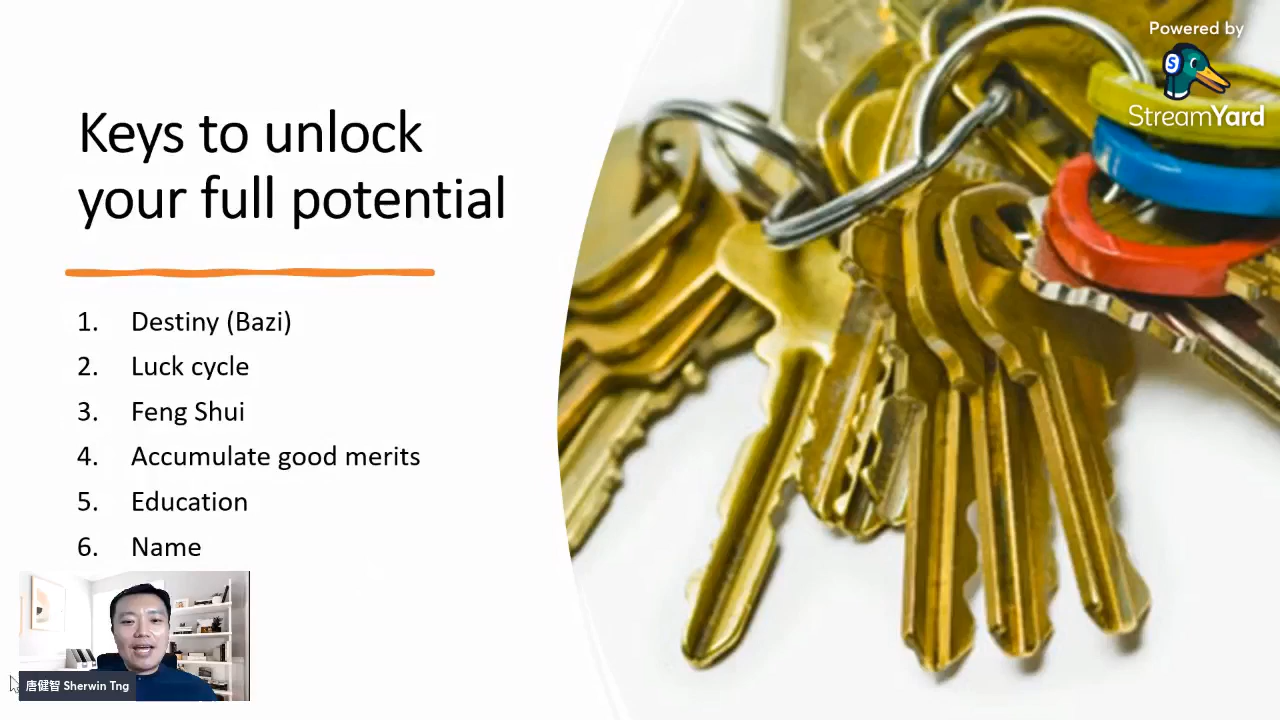 Powered by
StreamYard
Keys to unlock
your full potential
1. Destiny (Bazi)
2. Luck cycle
3. Feng Shui
4. Accumulate good merits
5. Education
6. Name
唐健智 Sherwin Tng